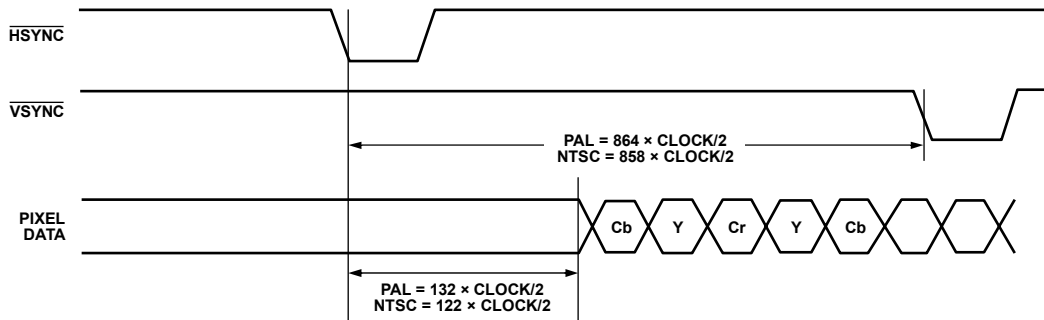 HSYNC
VSYNC
PAL = 864 × CLOCK/2
NTSC = 858 × CLOCK/2
PIXEL
DATA
Cb Y Cr Y Cb
PAL = 132 × CLOCK/2
NTSC = 122 × CLOCK/2